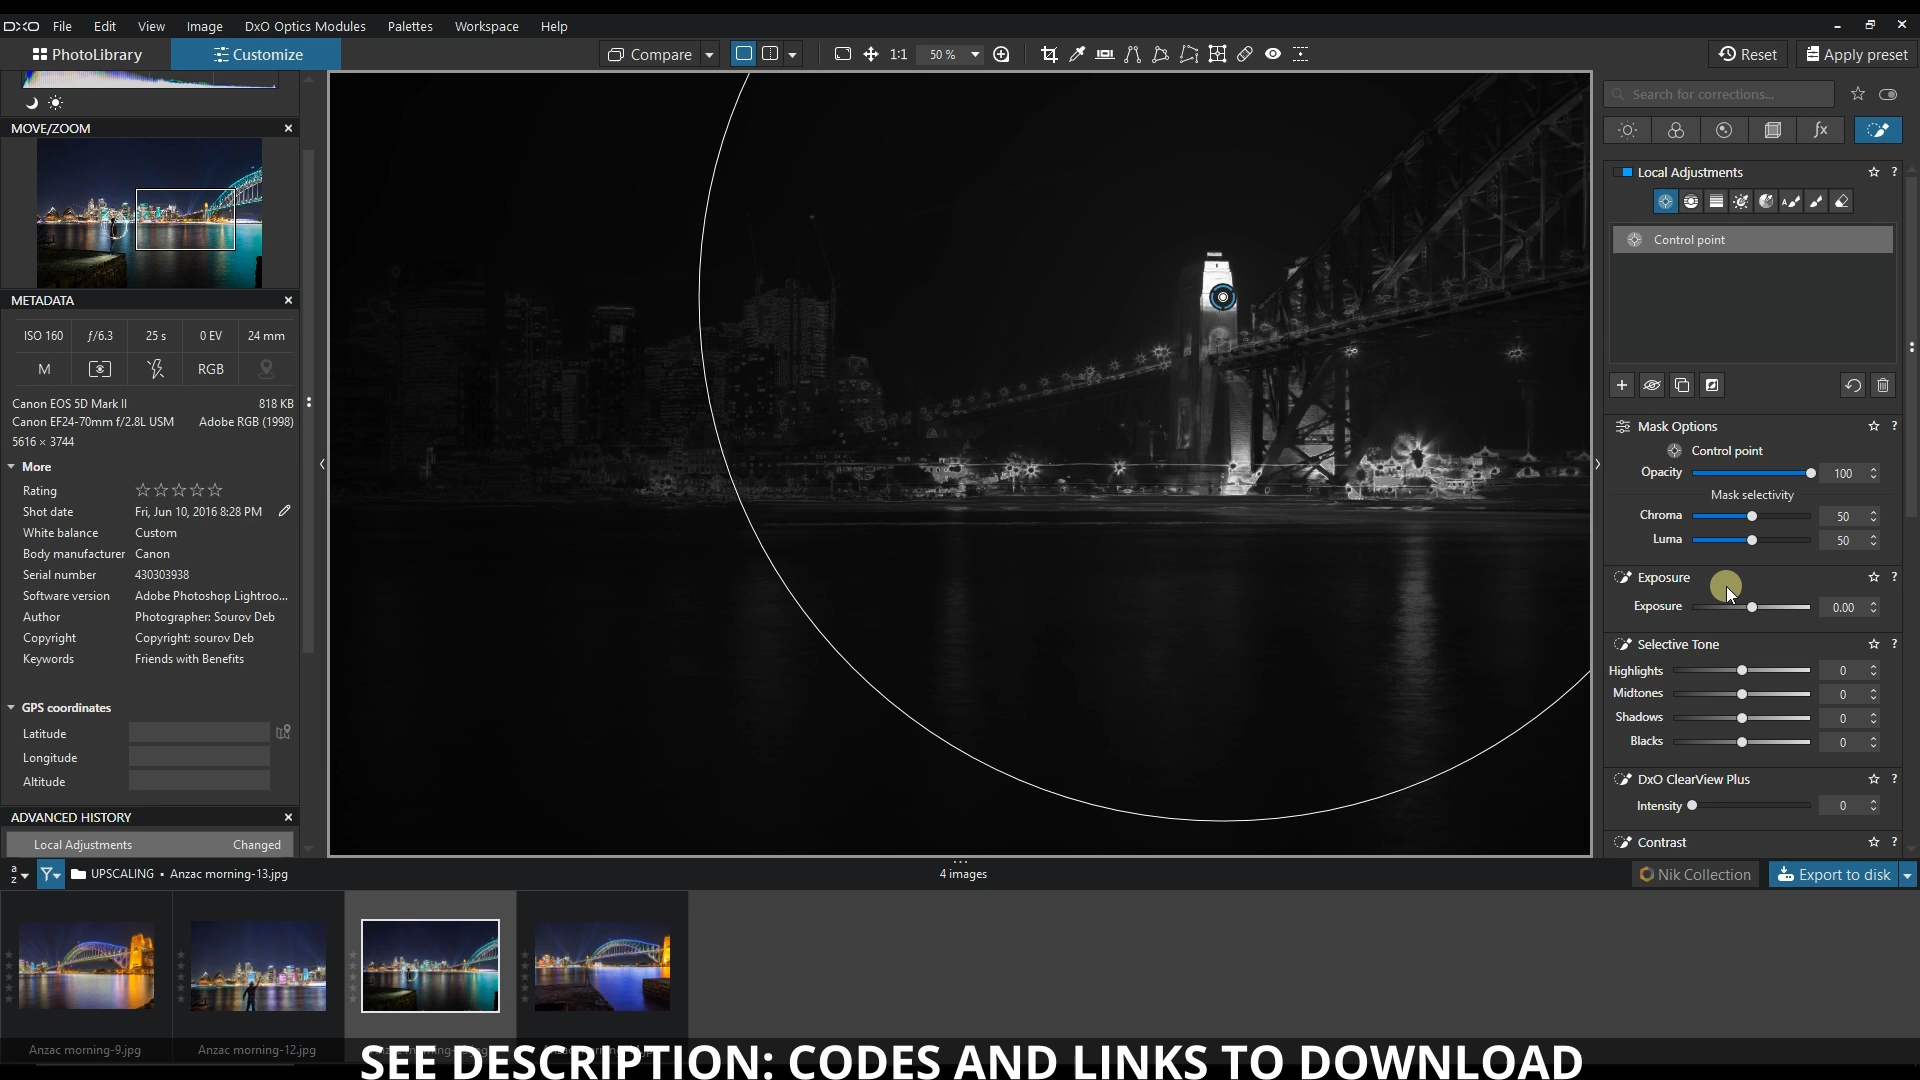 DXO File Edit View Image DxO Optics Modules Palettes Workspace Help
PhotoLibrary Customize Compare 1:1 50 % Reset Apply preset
Search for corrections...
fx
MOVE/ZOOM
METADATA
ISO 160 ƒ/6.3 25 s 0 EV 24 mm
M RGB
Canon EOS 5D Mark II 818 KB
Canon EF24-70mm f/2.8L USM Adobe RGB (1998)
5616 × 3744
More
Rating
Shot date Fri, Jun 10, 2016 8:28 PM
White balance Custom
Body manufacturer Canon
Serial number 430303938
Software version Adobe Photoshop Lightroo...
Author Photographer: Sourov Deb
Copyright Copyright: sourov Deb
Keywords Friends with Benefits
GPS coordinates
Latitude
Longitude
Altitude
ADVANCED HISTORY
Local Adjustments Changed
Local Adjustments ?
A
Control point
Mask Options ?
Control point
Opacity 100
Mask selectivity
Chroma 50
Luma 50
Exposure ?
Exposure 0.00
Selective Tone ?
Highlights 0
Midtones 0
Shadows 0
Blacks 0
DxO ClearView Plus ?
Intensity 0
Contrast ?
a z UPSCALING • Anzac morning-13.jpg 4 images Nik Collection Export to disk
Anzac morning-9.jpg Anzac morning-12.jpg
SEE DESCRIPTION: CODES AND LINKS TO DOWNLOAD